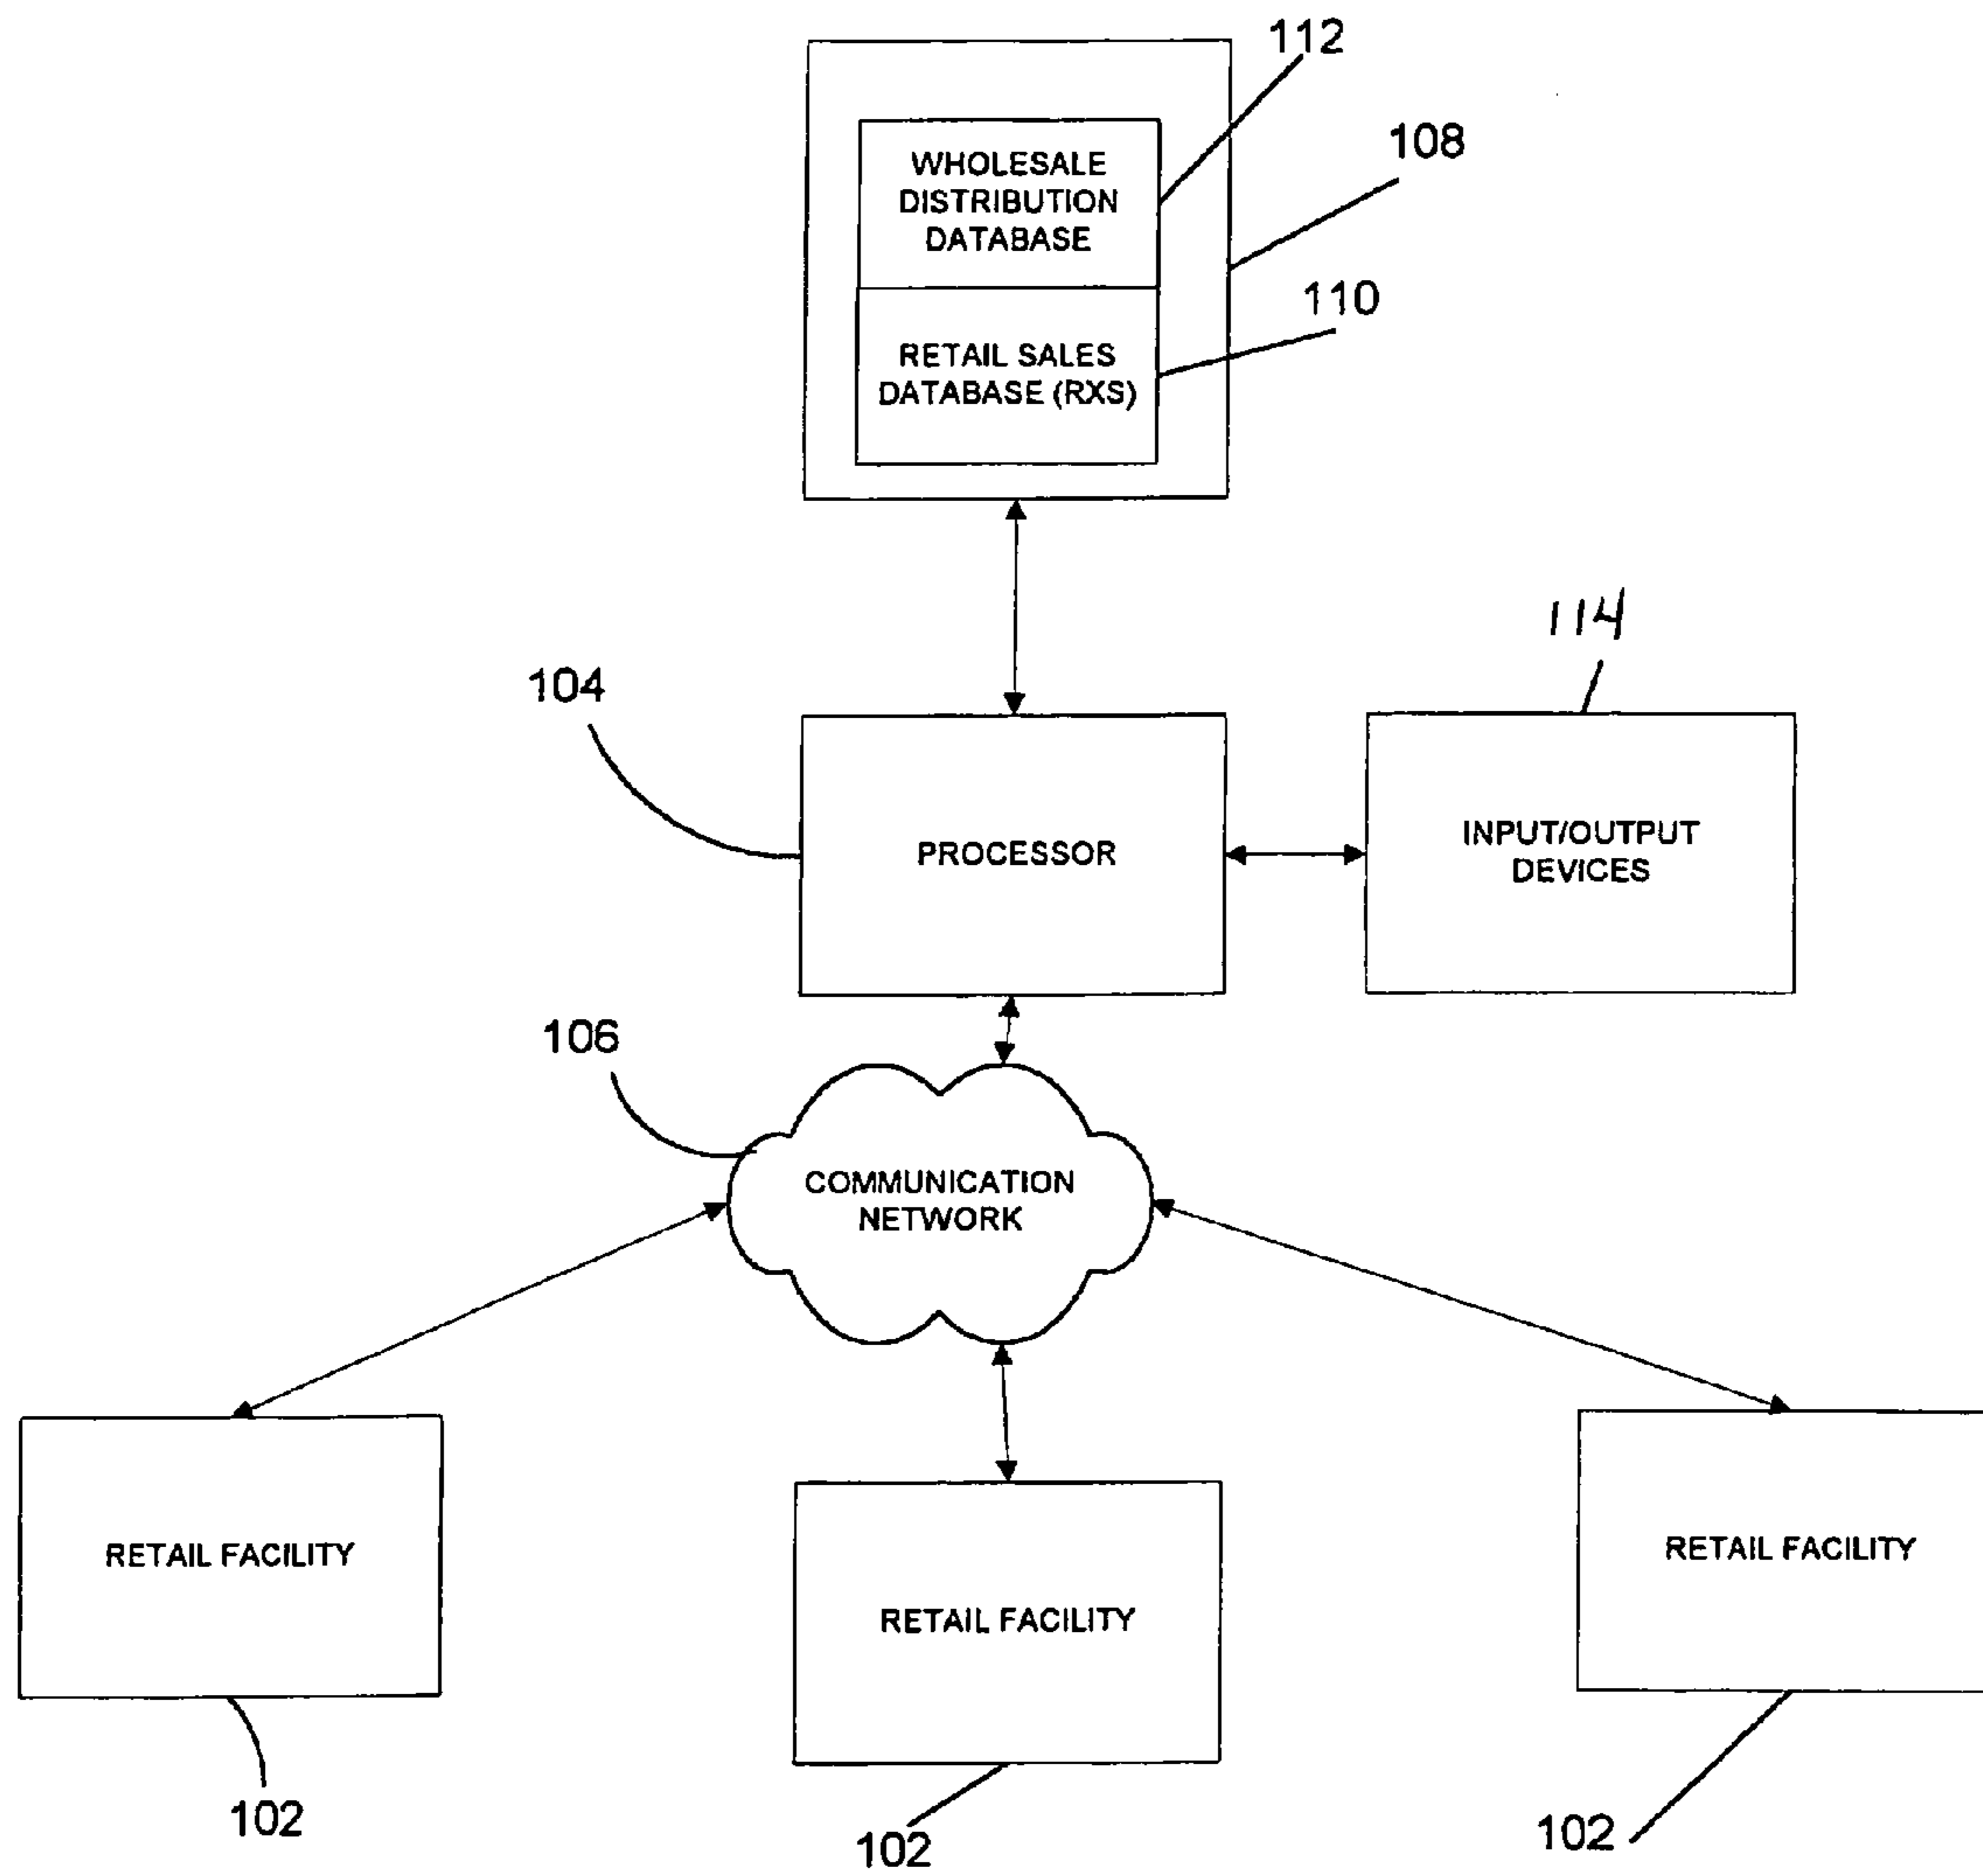 112
108
WHOLESALE
DISTRIBUTION
DATABASE
110
RETAIL SALES
DATABASE (RXS)
114
104
PROCESSOR
INPUT/OUTPUT
DEVICES
106
COMMUNICATION
NETWORK
RETAIL FACILITY
RETAIL FACILITY
RETAIL FACILITY
102
102
102